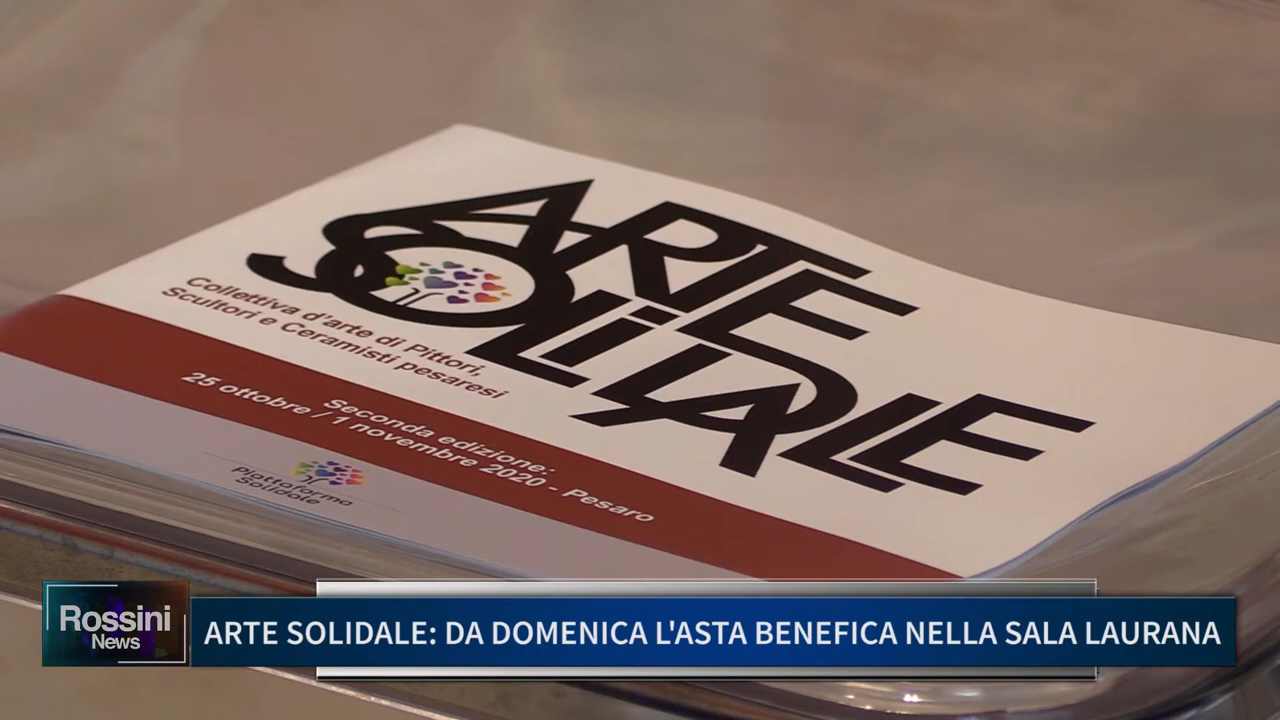 ARTE
SOLiDALE
Collettiva d'arte di Pittori,
Scultori e Ceramisti pesaresi
Seconda edizione:
25 ottobre / 1 novembre 2020 - Pesaro
Piattaforma
Solidale
Rossini
News
ARTE SOLIDALE: DA DOMENICA L'ASTA BENEFICA NELLA SALA LAURANA